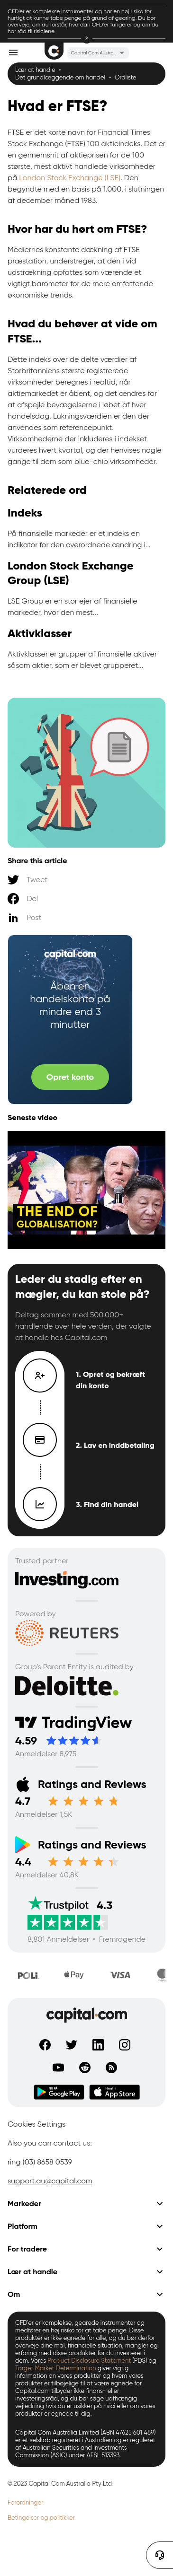 CFD'er er komplekse instrumenter og har en høj risiko for
hurtigt at kunne tabe penge på grund af gearing. Du bør
overveje, om du forstår, hvordan CFD'er fungerer og om du
har råd til risiciene.
×
Capital Com Austra...
Lær at handle •
Det grundlæggende om handel • Ordliste
Hvad er FTSE?
FTSE er det korte navn for Financial Times
Stock Exchange (FTSE) 100 aktieindeks. Det er
en gennemsnit af aktieprisen for de 100
største, mest aktivt handlede virksomheder
på London Stock Exchange (LSE). Den
begyndte med en basis på 1.000, i slutningen
af december måned 1983.
Hvor har du hørt om FTSE?
Mediernes konstante dækning af FTSE
præstation, understreger, at den i vid
udstrækning opfattes som værende et
vigtigt barometer for de mere omfattende
økonomiske trends.
Hvad du behøver at vide om
FTSE...
Dette indeks over de delte værdier af
Storbritanniens største registrerede
virksomheder beregnes i realtid, når
aktiemarkedet er åbent, og det ændres for
at afspejle bevægelserne i løbet af hver
handelsdag. Lukningsværdien er den der
anvendes som referencepunkt.
Virksomhederne der inkluderes i indekset
vurderes hvert kvartal, og der henvises nogle
gange til dem som blue-chip virksomheder.
Relaterede ord
Indeks
På finansielle markeder er et indeks en
indikator for den overordnede ændring i...
London Stock Exchange
Group (LSE)
LSE Group er en stor ejer af finansielle
markeder, hvor den mest...
Aktivklasser
Aktivklasser er grupper af finansielle aktiver
såsom aktier, som er blevet grupperet...
Share this article
Tweet
Del
Post
capital.com
Åben en
handelskonto på
mindre end 3
minutter
Opret konto
Seneste video
THE END OF
GLOBALISATION?
Leder du stadig efter en
mægler, du kan stole på?
Deltag sammen med 500.000+
handlende over hele verden, der valgte
at handle hos Capital.com
1. Opret og bekræft
din konto
2. Lav en inddbetaling
3. Find din handel
Trusted partner
Investing.com
Powered by
REUTERS
Group's Parent Entity is audited by
Deloitte.
TradingView
4.59
Anmeldelser 8,975
Ratings and Reviews
4.7
Anmeldelser 1,5K
Ratings and Reviews
4.4
Anmeldelser 40,8K
Trustpilot 4.3
8,801 Anmeldelser • Fremragende
POLi Pay VISA
capital.com
GET IT ON
Google Play
Download on the
App Store
Cookies Settings
Also you can contact us:
ring (03) 8658 0539
support.au@capital.com
Markeder
Platform
For tradere
Lær at handle
Om
CFD'er er komplekse, gearede instrumenter og
medfører en høj risiko for at tabe penge. Disse
produkter er ikke egnede for alle, og du bør derfor
overveje dine mål, finansielle situation, mangler og
erfaring med disse produkter før du investerer i
dem. Vores Product Disclosure Statement (PDS) og
Target Market Determination giver vigtig
information om vores produkter og hvem vores
produkter er tilbøjelige til at være egnede for
Capital.com tilbyder ikke finans- eller
investeringsråd, og du bør søge uafhængig
vejledning hvis du er usikker på risici eller om vores
produkter er egnede til dig.
Capital Com Australia Limited (ABN 47625 601 489)
er et selskab registreret i Australien og er reguleret
af Australian Securities and Investments
Commission (ASIC) under AFSL 513393.
© 2023 Capital Com Australia Pty Ltd
Forordninger
Betingelser og politikker